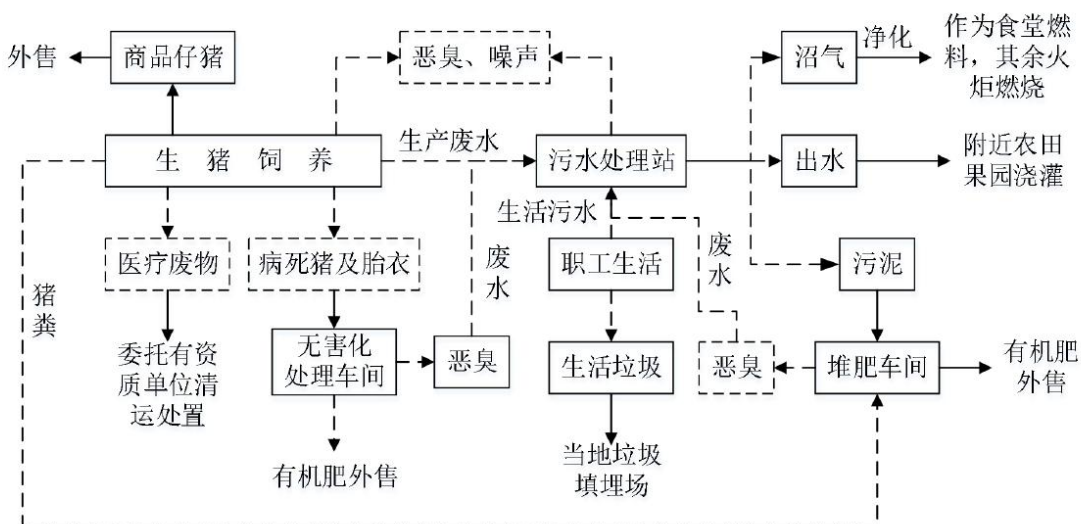 外售
商品仔猪
恶臭、噪声
沼气
净化
作为食堂燃
料，其余火
炬燃烧
生猪饲养
生产废水
污水处理站
出水
附近农田
果园浇灌
生活污水
医疗废物
病死猪及胎衣
废
水
职工生活
废
水
污泥
猪
粪
委托有资
质单位清
运处置
无害化
处理车间
恶臭
生活垃圾
恶臭
堆肥车间
有机肥
外售
有机肥外售
当地垃圾
填埋场